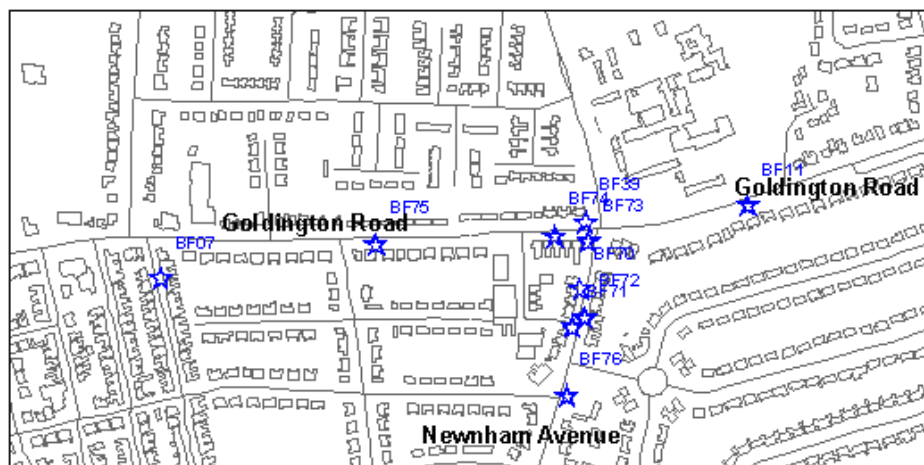 BF11
Goldington Road
BF39
BF74
BF73
BF75
Goldington Road
BF07
BF70
BF72
BF71
BF76
Newnham Avenue